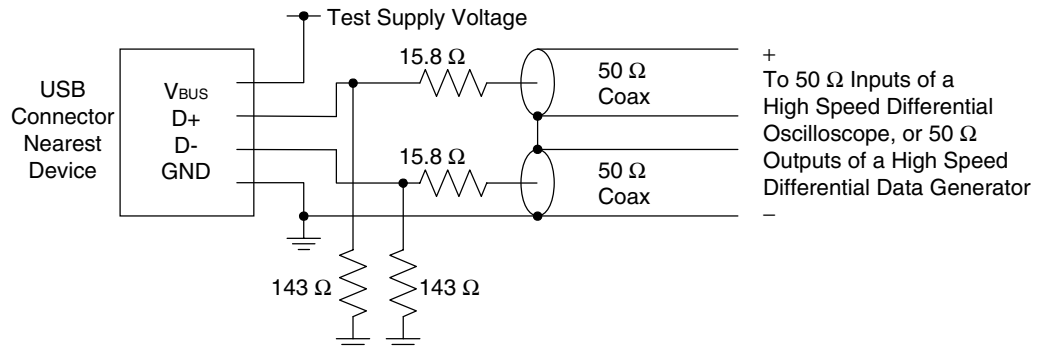 Test Supply Voltage
USB
Connector
Nearest
Device
VBUS
D+
D-
GND
15.8 Ω
50 Ω
Coax
15.8 Ω
50 Ω
Coax
143 Ω
143 Ω
+
To 50 Ω Inputs of a
High Speed Differential
Oscilloscope, or 50 Ω
Outputs of a High Speed
Differential Data Generator
−